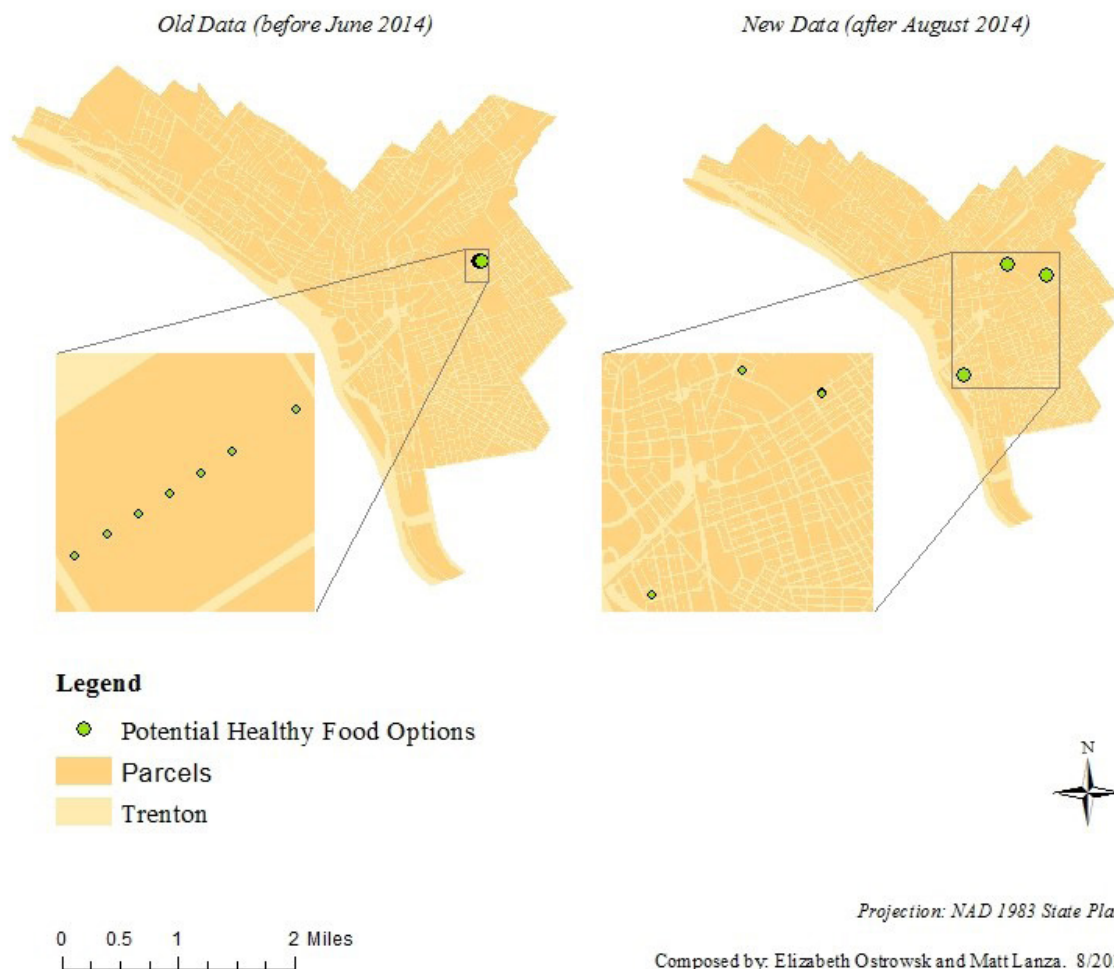 Old Data (before June 2014)
New Data (after August 2014)
Legend
Potential Healthy Food Options
Parcels
Trenton
N
Projection: NAD 1983 State Pla
0 0.5 1 2 Miles
Composed by: Elizabeth Ostrowsk and Matt Lanza. 8/20